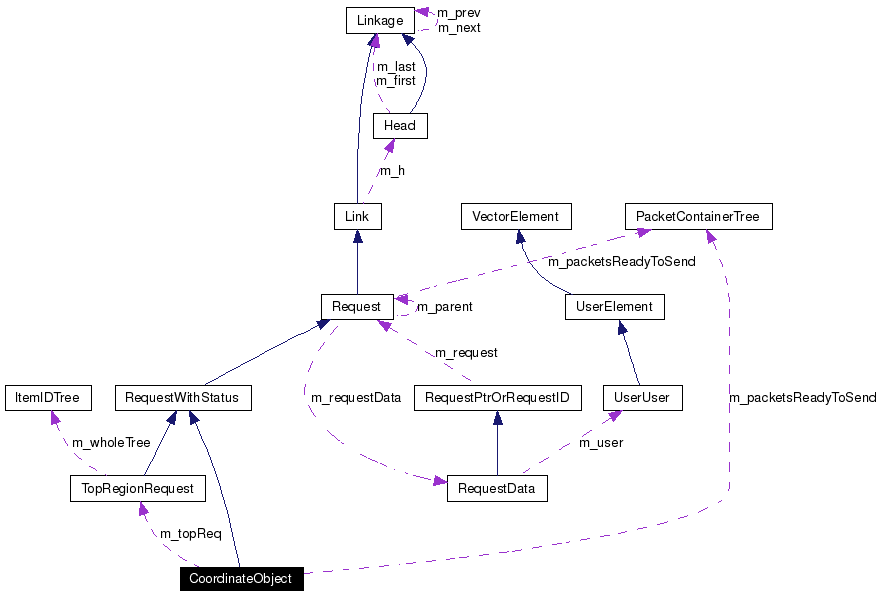 m_prev
Linkage
m_next
m_last
m_first
Head
m_h
Link
VectorElement
PacketContainerTree
m_packetsReadyToSend
Request
m_parent
UserElement
m_request
ItemIDTree
RequestWithStatus
m_requestData
RequestPtrOrRequestID
UserUser
m_packetsReadyToSend
m_wholeTree
m_user
TopRegionRequest
RequestData
m_topReq
CoordinateObject